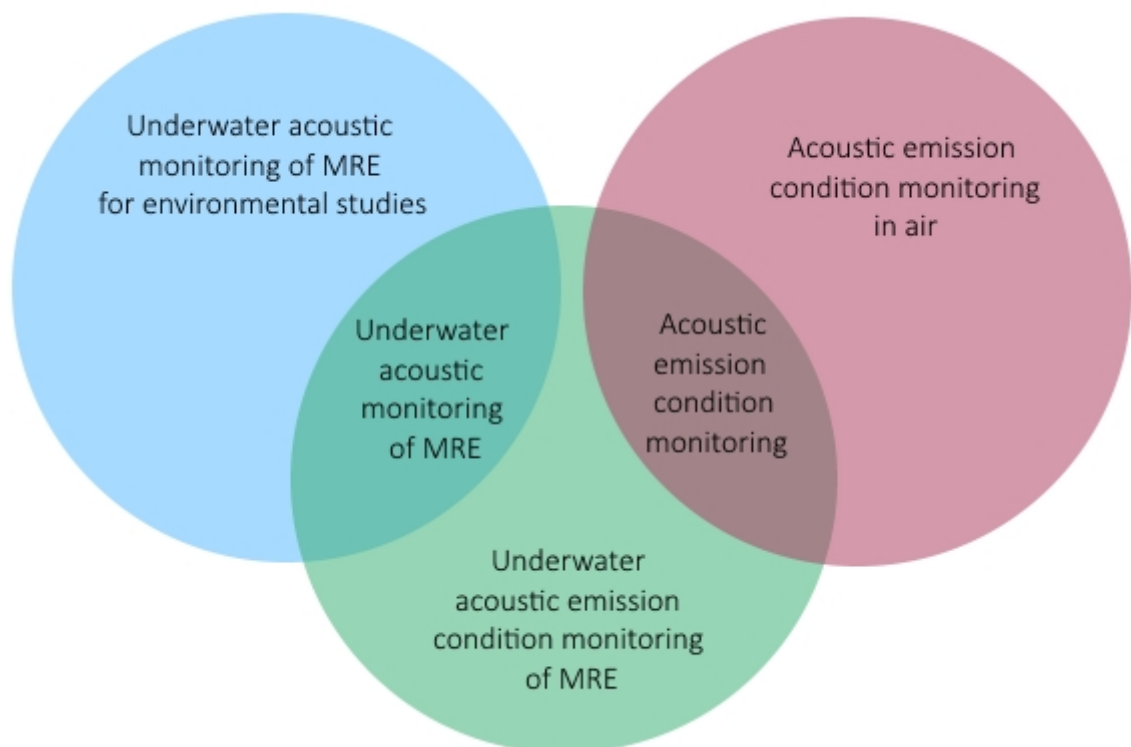 Underwater acoustic
monitoring of MRE
for environmental studies
Acoustic emission
condition monitoring
in air
Underwater
acoustic
monitoring
of MRE
Acoustic
emission
condition
monitoring
Underwater
acoustic emission
condition monitoring
of MRE